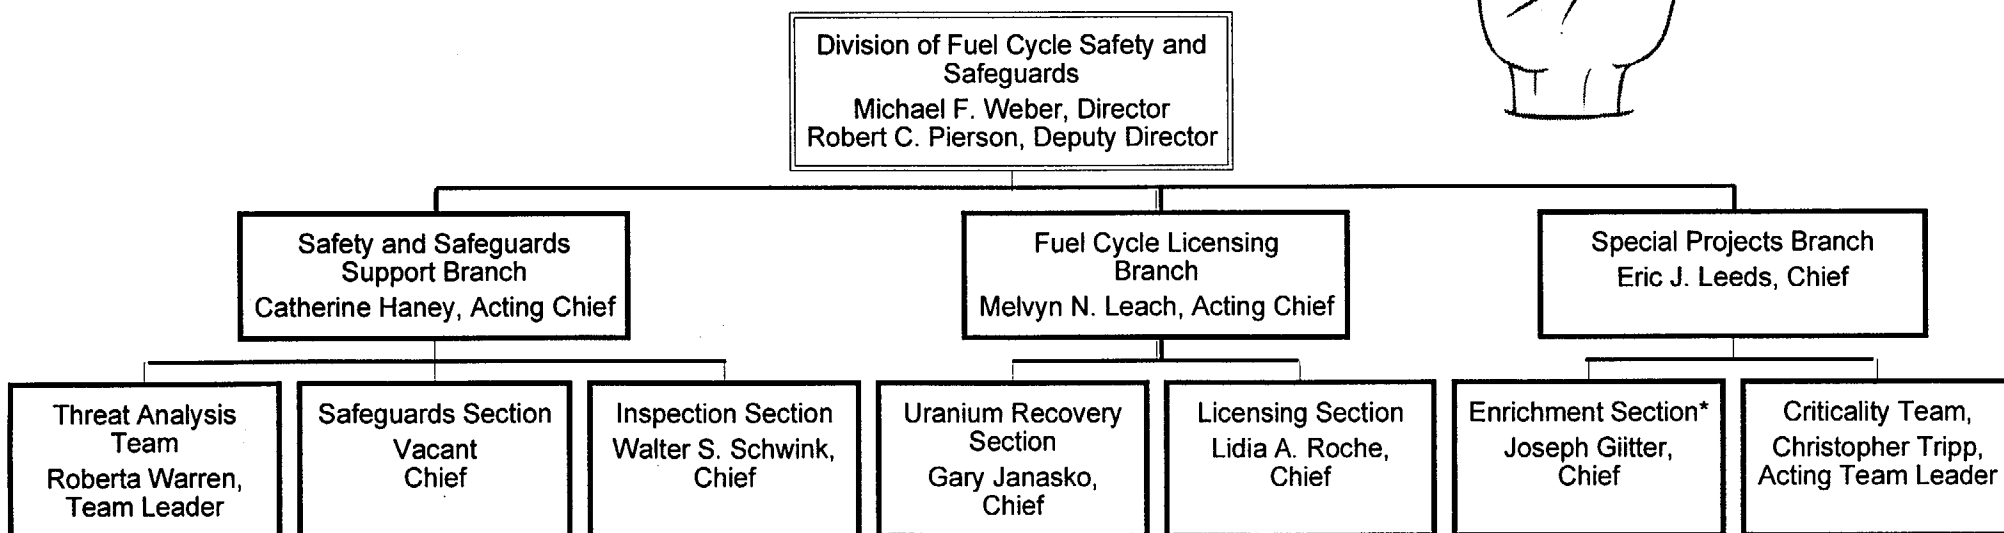 Division of Fuel Cycle Safety and
Safeguards
Michael F. Weber, Director
Robert C. Pierson, Deputy Director
Safety and Safeguards
Support Branch
Catherine Haney, Acting Chief
Fuel Cycle Licensing
Branch
Melvyn N. Leach, Acting Chief
Special Projects Branch
Eric J. Leeds, Chief
Threat Analysis
Team
Roberta Warren,
Team Leader
Safeguards Section
Vacant
Chief
Inspection Section
Walter S. Schwink,
Chief
Uranium Recovery
Section
Gary Janasko,
Chief
Licensing Section
Lidia A. Roche,
Chief
Enrichment Section*
Joseph Giitter,
Chief
Criticality Team,
Christopher Tripp,
Acting Team Leader